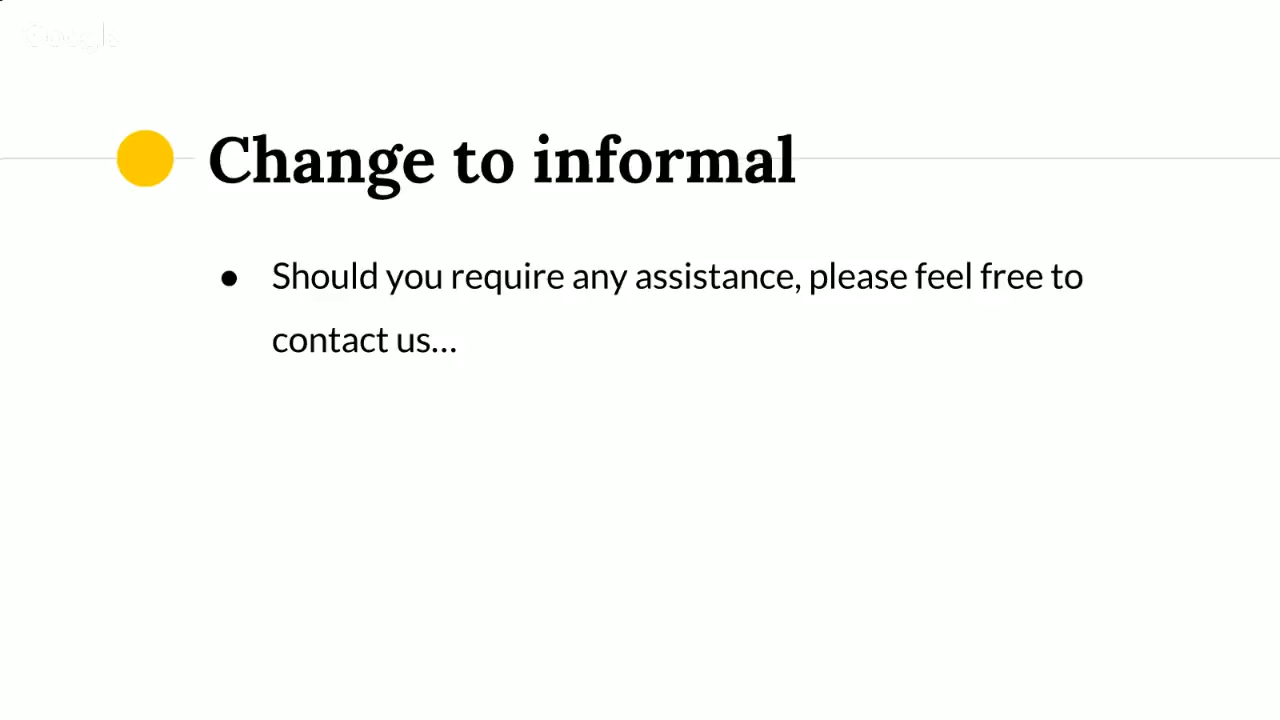 Change to informal
● Should you require any assistance, please feel free to
contact us...